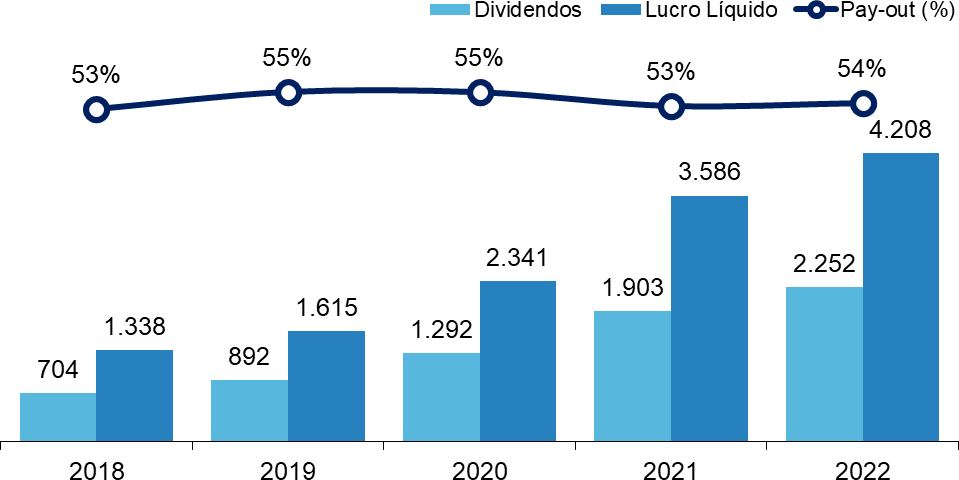 Dividendos Lucro Líquido Pay-out (%)
53% 55% 55% 53% 54%
704 1.338 892 1.615 1.292 2.341 1.903 3.586 2.252 4.208
2018 2019 2020 2021 2022